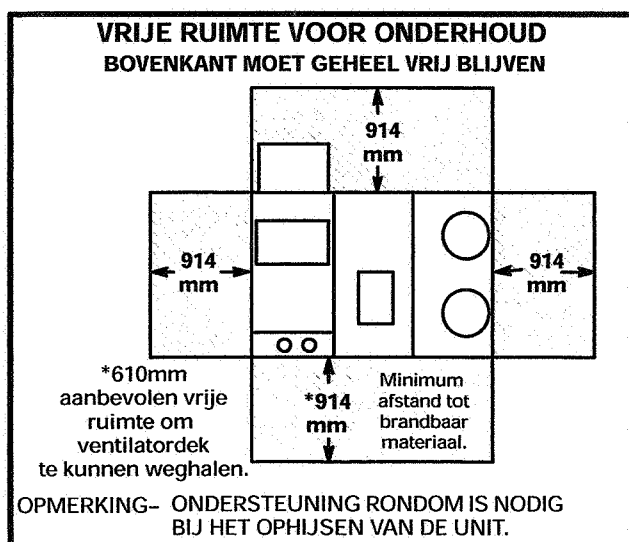 VRIJE RUIMTE VOOR ONDERHOUD
BOVENKANT MOET GEHEEL VRIJ BLIJVEN
914
mm
914
mm
914
mm
*914
mm
*610mm
aanbevolen vrije
ruimte om
ventilatordek
te kunnen weghalen.
Minimum
afstand tot
brandbaar
materiaal.
OPMERKING– ONDERSTEUNING RONDOM IS NODIG
BIJ HET OPHIJSEN VAN DE UNIT.